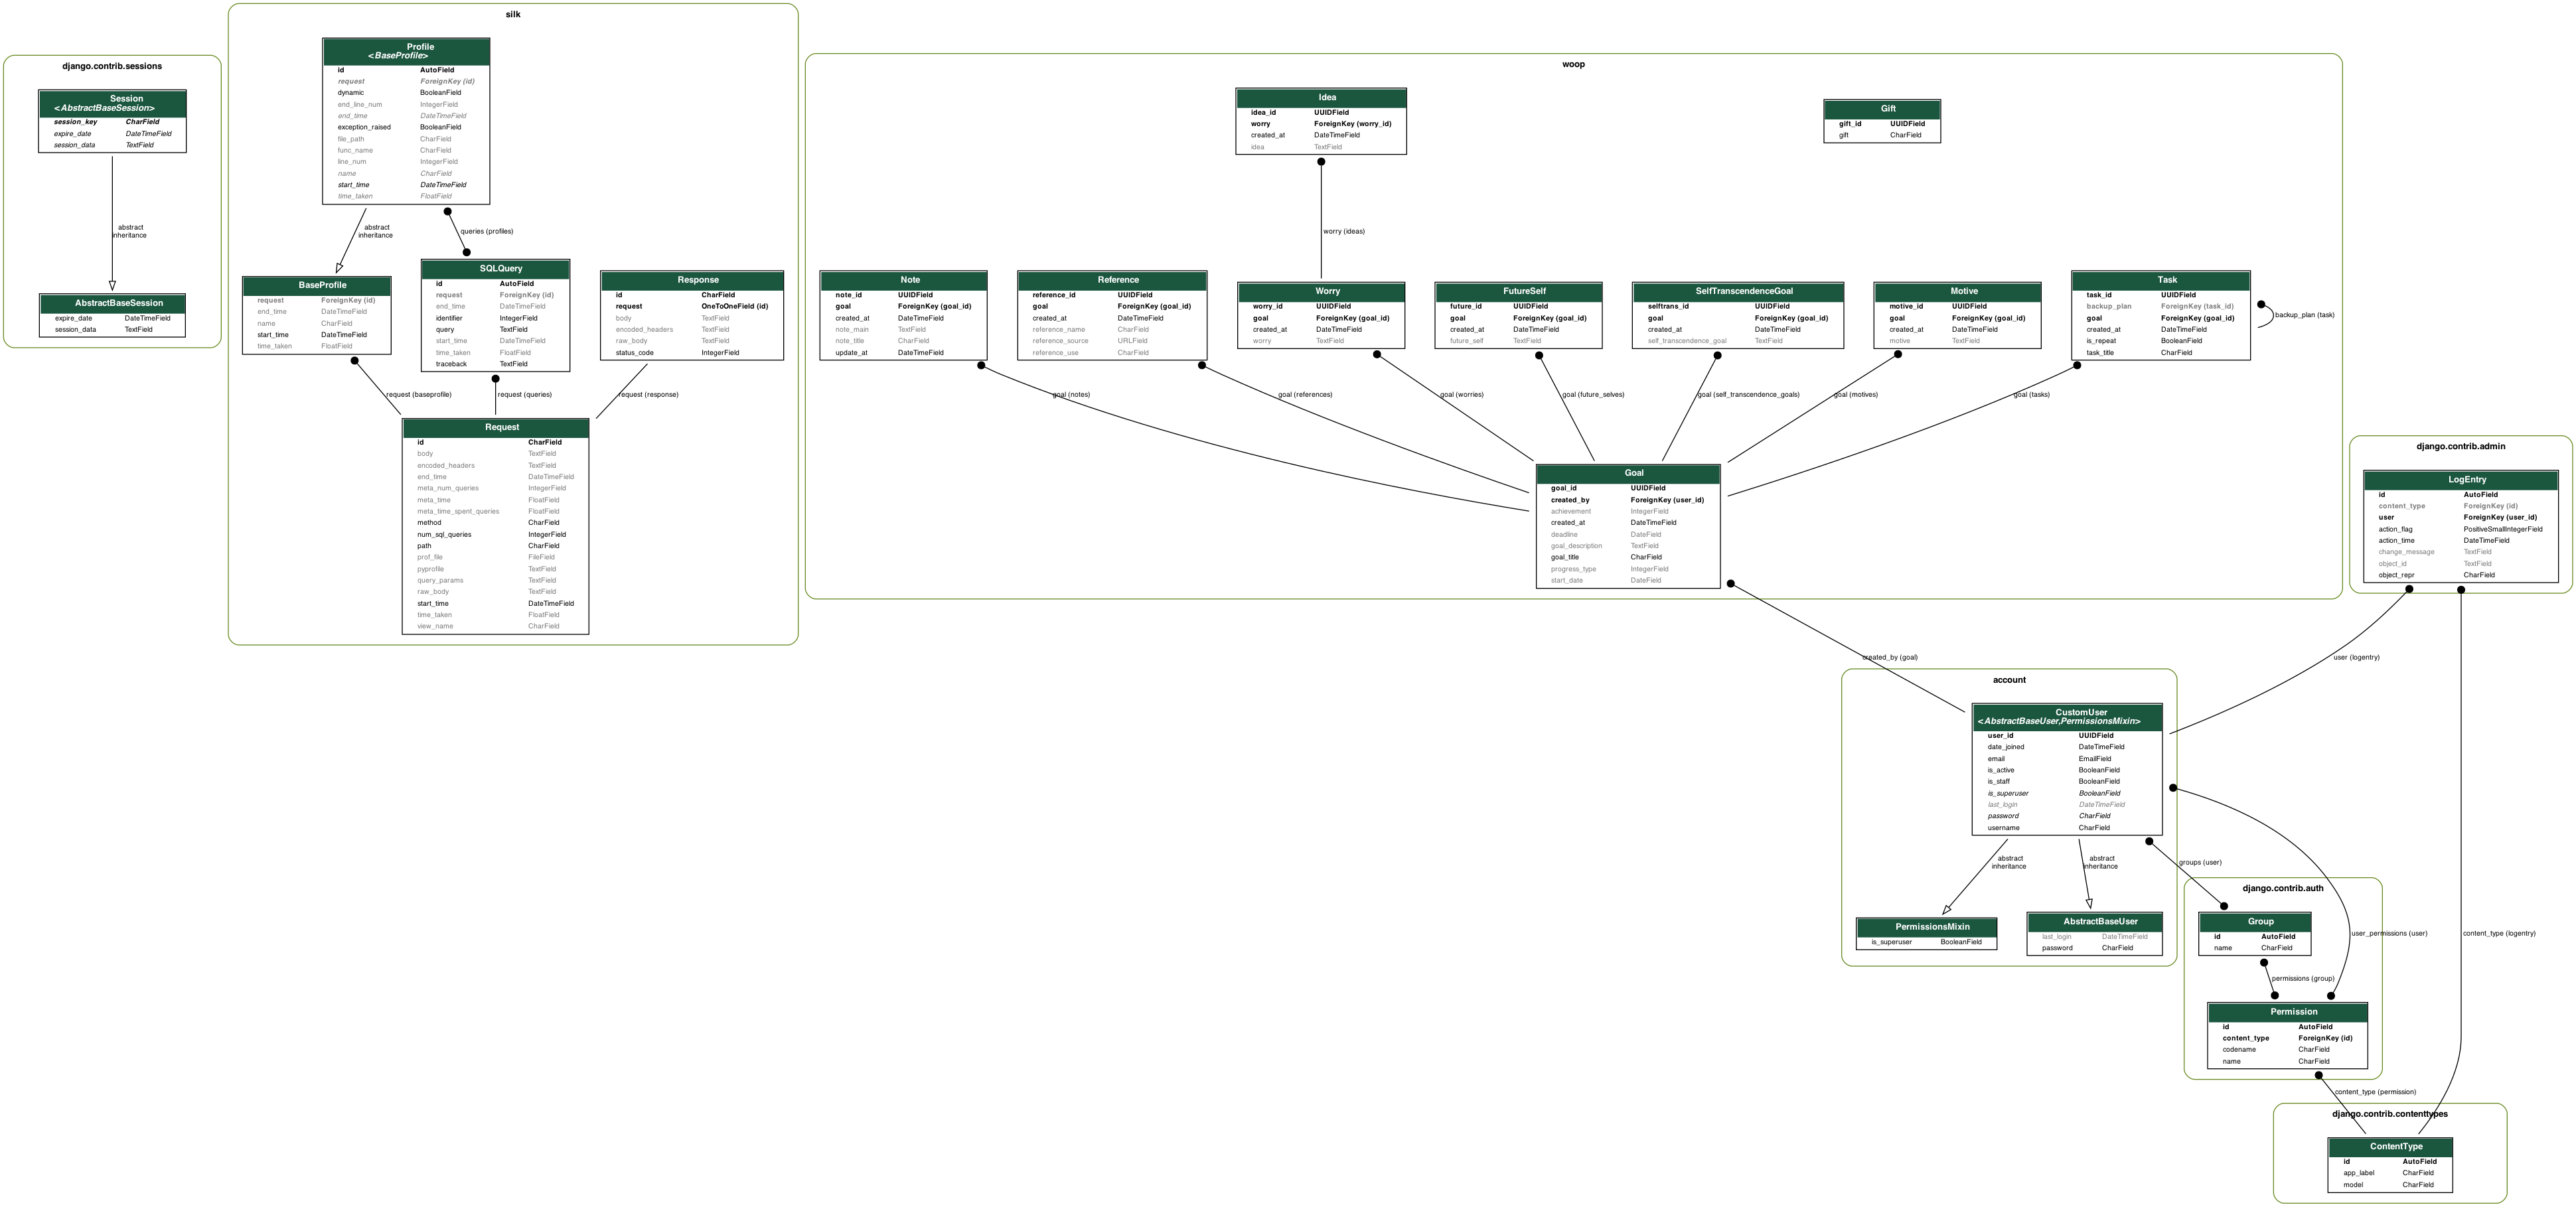 django.contrib.sessions
Session
<AbstractBaseSession>
session_key CharField
expire_date DateTimeField
session_data TextField
abstract
inheritance
AbstractBaseSession
expire_date DateTimeField
session_data TextField
silk
Profile
<BaseProfile>
id AutoField
request ForeignKey (id)
dynamic BooleanField
end_line_num IntegerField
end_time DateTimeField
exception_raised BooleanField
file_path CharField
func_name CharField
line_num IntegerField
name CharField
start_time DateTimeField
time_taken FloatField
abstract
inheritance
queries (profiles)
BaseProfile
request ForeignKey (id)
end_time DateTimeField
name CharField
start_time DateTimeField
time_taken FloatField
SQLQuery
id AutoField
request ForeignKey (id)
end_time DateTimeField
identifier IntegerField
query TextField
start_time DateTimeField
time_taken FloatField
traceback TextField
Response
id CharField
request OneToOneField (id)
body TextField
encoded_headers TextField
raw_body TextField
status_code IntegerField
request (baseprofile)
request (queries)
request (response)
Request
id CharField
body TextField
encoded_headers TextField
end_time DateTimeField
meta_num_queries IntegerField
meta_time FloatField
meta_time_spent_queries FloatField
method CharField
num_sql_queries IntegerField
path CharField
prof_file FileField
pyprofile TextField
query_params TextField
raw_body TextField
start_time DateTimeField
time_taken FloatField
view_name CharField
woop
Idea
idea_id UUIDField
worry ForeignKey (worry_id)
created_at DateTimeField
idea TextField
Gift
gift_id UUIDField
gift CharField
worry (ideas)
Note
note_id UUIDField
goal ForeignKey (goal_id)
created_at DateTimeField
note_main TextField
note_title CharField
update_at DateTimeField
Reference
reference_id UUIDField
goal ForeignKey (goal_id)
created_at DateTimeField
reference_name CharField
reference_source URLField
reference_use CharField
Worry
worry_id UUIDField
goal ForeignKey (goal_id)
created_at DateTimeField
worry TextField
FutureSelf
future_id UUIDField
goal ForeignKey (goal_id)
created_at DateTimeField
future_self TextField
SelfTranscendenceGoal
selftrans_id UUIDField
goal ForeignKey (goal_id)
created_at DateTimeField
self_transcendence_goal TextField
Motive
motive_id UUIDField
goal ForeignKey (goal_id)
created_at DateTimeField
motive TextField
Task
task_id UUIDField
backup_plan ForeignKey (task_id)
goal ForeignKey (goal_id)
created_at DateTimeField
is_repeat BooleanField
task_title CharField
backup_plan (task)
goal (notes)
goal (references)
goal (worries)
goal (future_selves)
goal (self_transcendence_goals)
goal (motives)
goal (tasks)
Goal
goal_id UUIDField
created_by ForeignKey (user_id)
achievement IntegerField
created_at DateTimeField
deadline DateField
goal_description TextField
goal_title CharField
progress_type IntegerField
start_date DateField
created_by (goal)
django.contrib.admin
LogEntry
id AutoField
content_type ForeignKey (id)
user ForeignKey (user_id)
action_flag PositiveSmallIntegerField
action_time DateTimeField
change_message TextField
object_id TextField
object_repr CharField
user (logentry)
account
CustomUser
<AbstractBaseUser,PermissionsMixin>
user_id UUIDField
date_joined DateTimeField
email EmailField
is_active BooleanField
is_staff BooleanField
is_superuser BooleanField
last_login DateTimeField
password CharField
username CharField
abstract
inheritance
abstract
inheritance
groups (user)
PermissionsMixin
is_superuser BooleanField
AbstractBaseUser
last_login DateTimeField
password CharField
django.contrib.auth
Group
id AutoField
name CharField
user_permissions (user)
content_type (logentry)
permissions (group)
Permission
id AutoField
content_type ForeignKey (id)
codename CharField
name CharField
content_type (permission)
django.contrib.contenttypes
ContentType
id AutoField
app_label CharField
model CharField